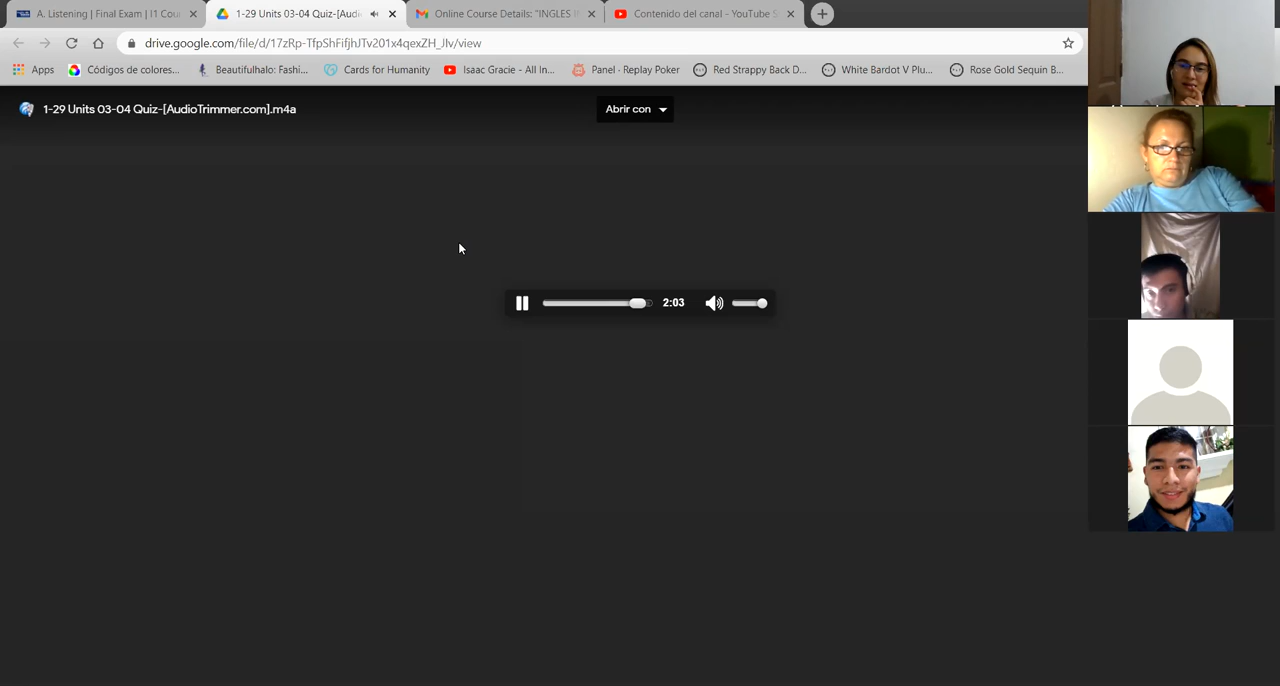 A. Listening | Final Exam | I1 Cour
1-29 Units 03-04 Quiz-[Audi
Online Course Details: "INGLES I
Contenido del canal - YouTube S
drive.google.com/file/d/17zRp-TfpShFifjhJTv201x4qexZH_Jlv/view
Apps
Códigos de colores...
Beautifulhalo: Fashi...
Cards for Humanity
Isaac Gracie - All In...
Panel · Replay Poker
Red Strappy Back D...
White Bardot V Plu...
Rose Gold Sequin B...
1-29 Units 03-04 Quiz-[AudioTrimmer.com].m4a
Abrir con
2:03